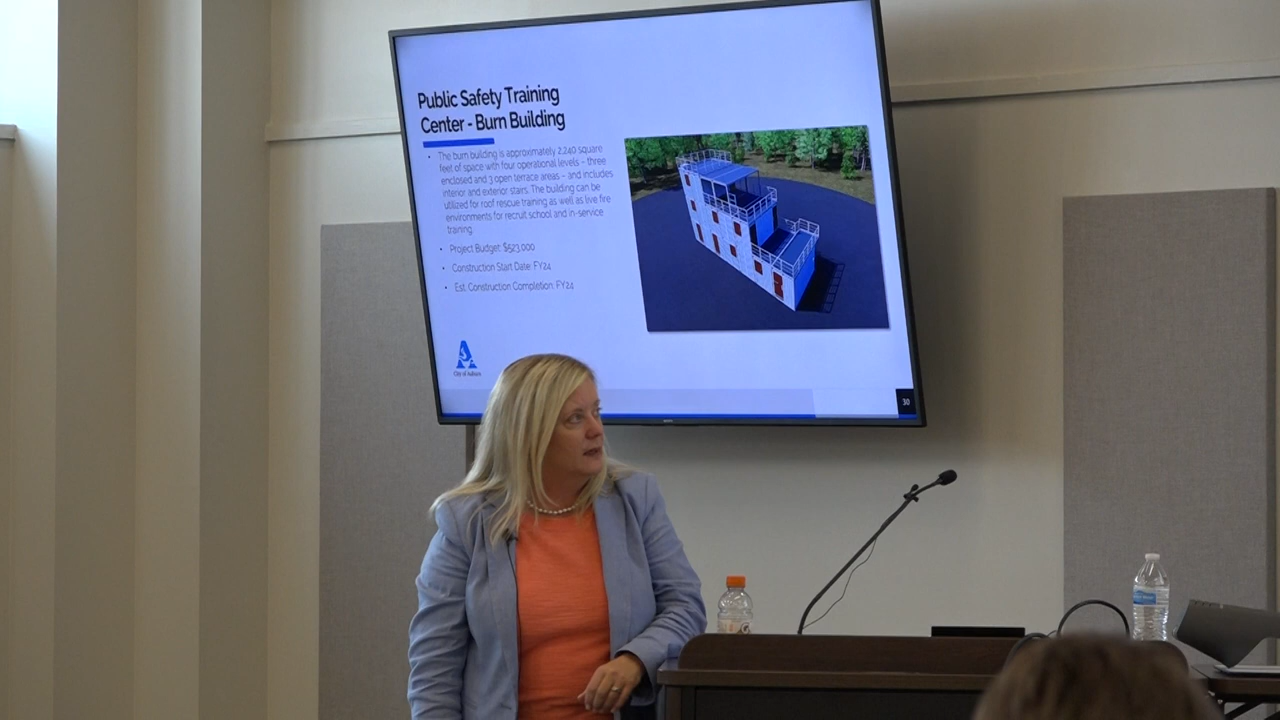 Public Safety Training
Center - Burn Building
• The burn building is approximately 2,240 square
feet of space with four operational levels – three
enclosed and 3 open terrace areas – and includes
interior and exterior stairs. The building can be
utilized for roof rescue training as well as live fire
environments for recruit school and in-service
training.
• Project Budget: $523,000
• Construction Start Date: FY24
• Est. Construction Completion: FY24
A
City of Auburn
30